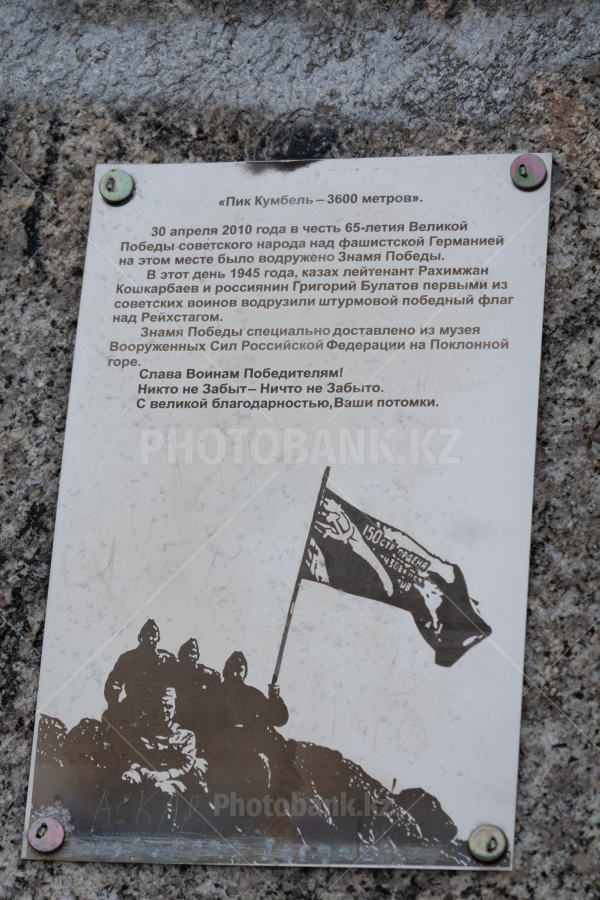 «Пик Кумбель – 3600 метров».
30 апреля 2010 года в честь 65-летия Великой
Победы советского народа над фашистской Германией
на этом месте было водружено Знамя Победы.
В этот день 1945 года, казах лейтенант Рахимжан
Кошкарбаев и россиянин Григорий Булатов первыми из
советских воинов водрузили штурмовой победный флаг
над Рейхстагом.
Знамя Победы специально доставлено из музея
Вооруженных Сил Российской Федерации на Поклонной
горе.
Слава Воинам Победителям!
Никто не Забыт – Ничто не Забыто.
С великой благодарностью, Ваши потомки.
PHOTOBANK.KZ
150 стр ордена
Photobank.kz